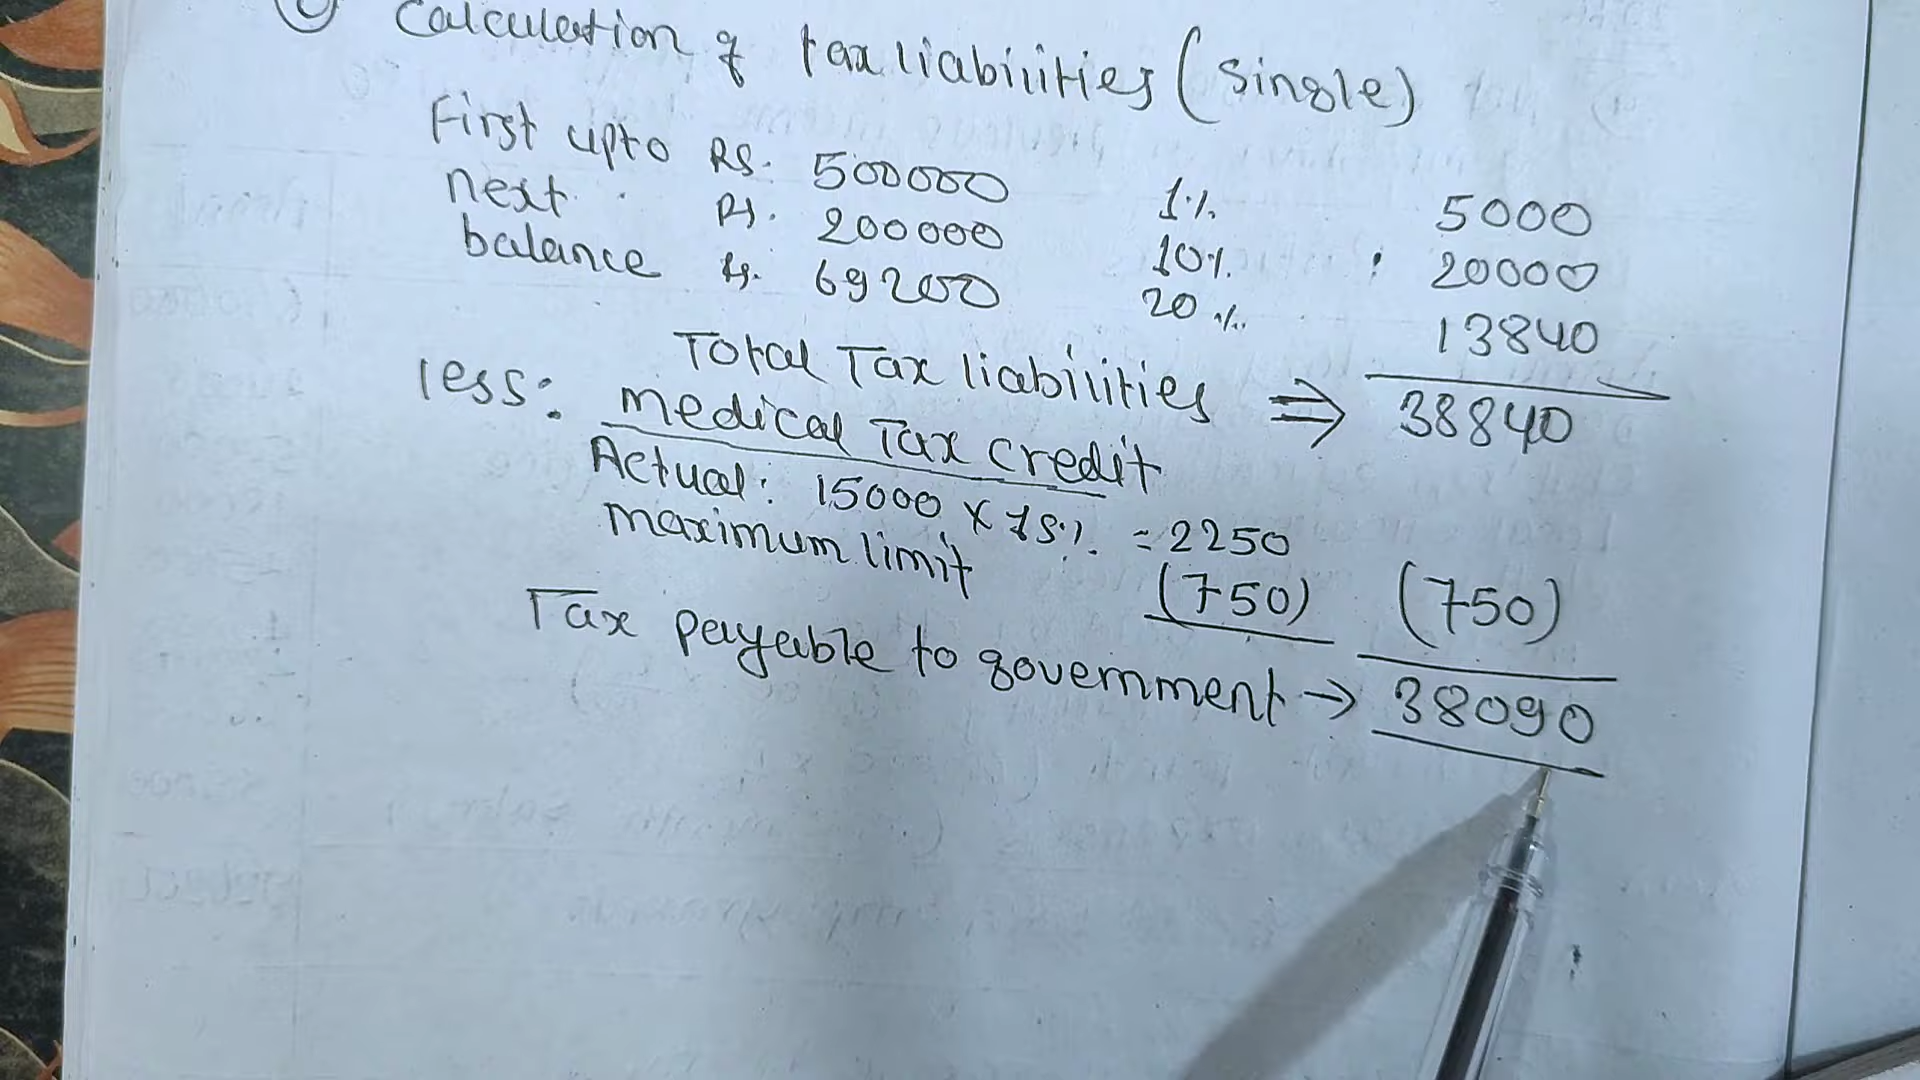 Calculation of tax liabilities (Single)
First upto RS. 500000 1% 5000
next RS. 200000 10% : 20000
balance RS. 69200 20% 13840
Total Tax liabilities ⇒ 38840
less: medical Tax credit
Actual: 15000 × 15% = 2250
maximum limit (750) (750)
Tax payable to government → 38090